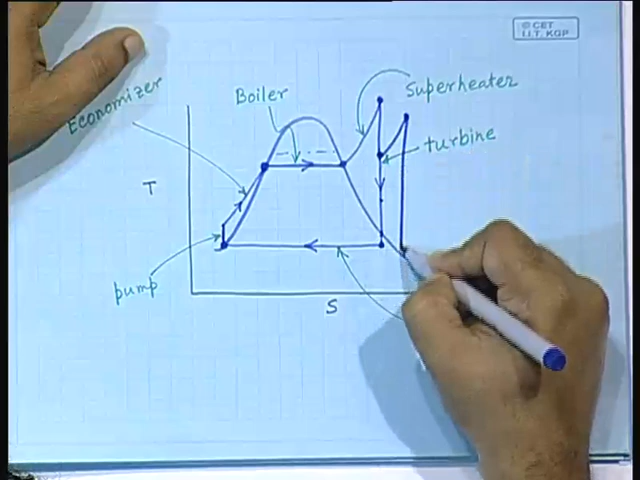 © CET
I.I.T. KGP
Economizer
Boiler
Superheater
turbine
T
pump
S